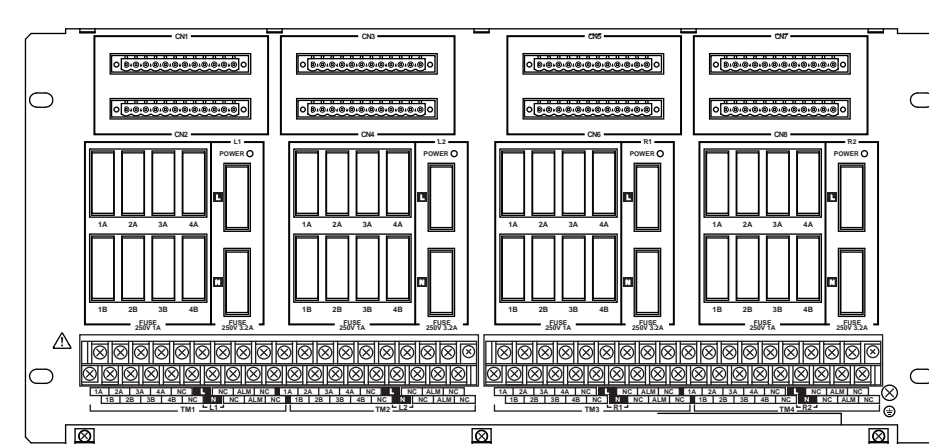 CN1 CN3 CN5 CN7
CN2 CN4 CN6 CN8
L1 L2 R1 R2
POWER POWER POWER POWER
L L L L
1A 2A 3A 4A 1A 2A 3A 4A 1A 2A 3A 4A 1A 2A 3A 4A
N N N N
1B 2B 3B 4B 1B 2B 3B 4B 1B 2B 3B 4B 1B 2B 3B 4B
FUSE FUSE FUSE FUSE FUSE FUSE FUSE FUSE
250V 1A 250V 3.2A 250V 1A 250V 3.2A 250V 1A 250V 3.2A 250V 1A 250V 3.2A
1A 2A 3A 4A NC L NC ALM NC 1A 2A 3A 4A NC L NC ALM NC 1A 2A 3A 4A NC L NC ALM NC 1A 2A 3A 4A NC L NC ALM NC
1B 2B 3B 4B NC N NC ALM NC 1B 2B 3B 4B NC N NC ALM NC 1B 2B 3B 4B NC N NC ALM NC 1B 2B 3B 4B NC N NC ALM NC
TM1 L1 TM2 L2 TM3 R1 TM4 R2